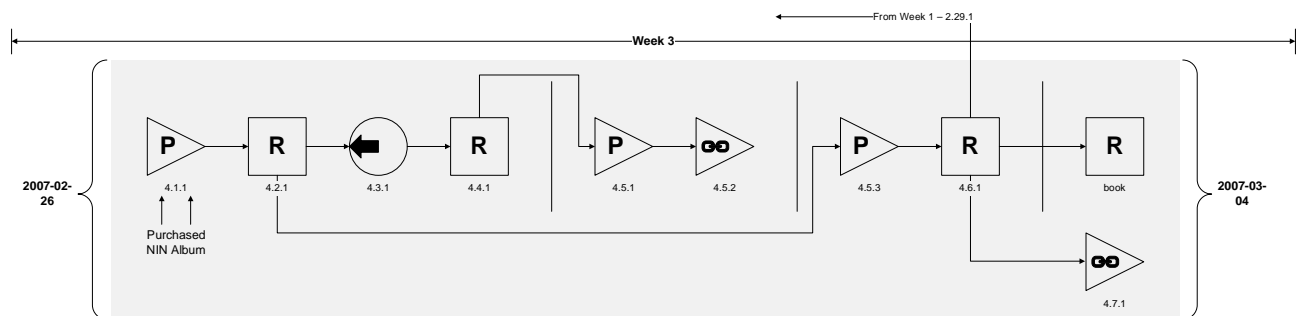 From Week 1 – 2.29.1
Week 3
P
R
R
P
P
R
R
4.1.1
4.2.1
4.3.1
4.4.1
4.5.1
4.5.2
4.5.3
4.6.1
book
2007-02-
26
2007-03-
04
Purchased
NIN Album
4.7.1